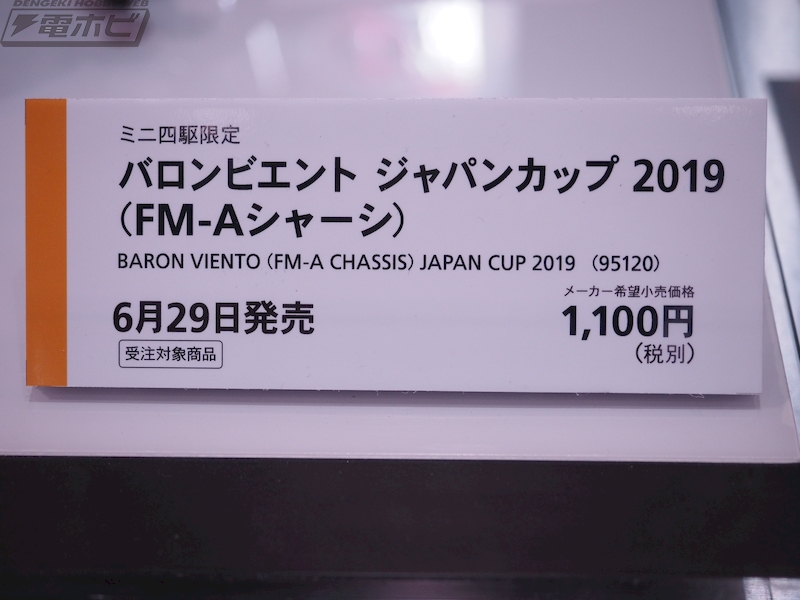 DENGEKI HOBBY WEB
電ホビ
ミニ四駆限定
バロンビエント ジャパンカップ 2019
(FM-Aシャーシ)
BARON VIENTO (FM-A CHASSIS) JAPAN CUP 2019 (95120)
メーカー希望小売価格
6月29日発売 1,100円
受注対象商品 (税別)